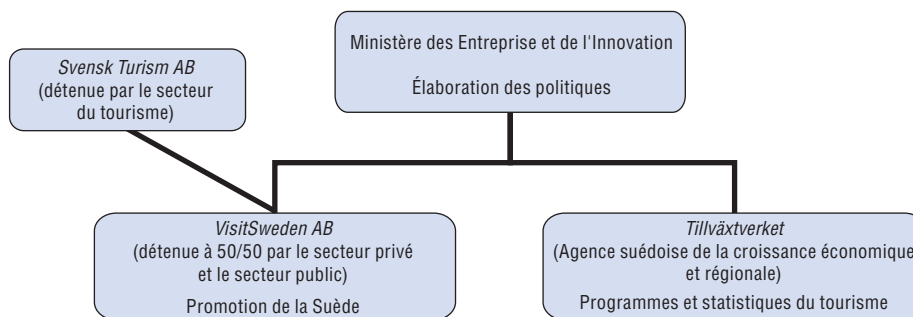 Ministère des Entreprise et de l'Innovation
Élaboration des politiques
Svensk Turism AB
(détenue par le secteur
du tourisme)
VisitSweden AB
(détenue à 50/50 par le secteur privé
et le secteur public)
Promotion de la Suède
Tillväxtverket
(Agence suédoise de la croissance économique
et régionale)
Programmes et statistiques du tourisme